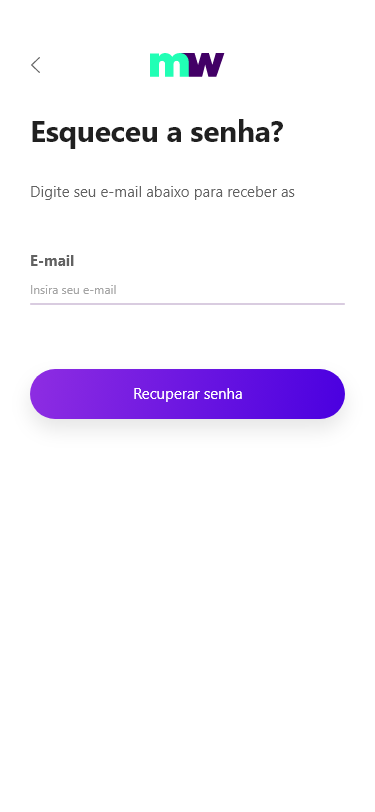 mw
Esqueceu a senha?
Digite seu e-mail abaixo para receber as
E-mail
Insira seu e-mail
Recuperar senha